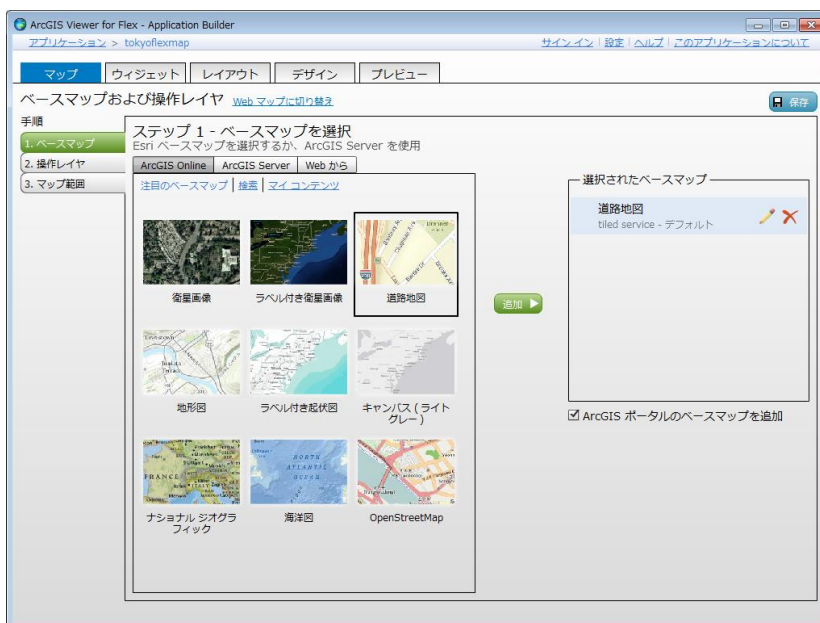 ArcGIS Viewer for Flex - Application Builder
アプリケーション > tokyoflexmap
サイン イン | 設定 | ヘルプ | このアプリケーションについて
マップ ウィジェット レイアウト デザイン プレビュー
ベースマップおよび操作レイヤ Web マップに切り替え
保存
手順
1. ベースマップ
2. 操作レイヤ
3. マップ範囲
ステップ 1 - ベースマップを選択
Esri ベースマップを選択するか、ArcGIS Server を使用
ArcGIS Online ArcGIS Server Web から
注目のベースマップ | 検索 | マイ コンテンツ
衛星画像
ラベル付き衛星画像
道路地図
地形図
ラベル付き起伏図
キャンバス ( ライト
グレー )
FRANCE
NORTH
ATLANTIC
OCEAN
ナショナル ジオグラ
フィック
海洋図
OpenStreetMap
追加
選択されたベースマップ
道路地図
tiled service - デフォルト
ArcGIS ポータルのベースマップを追加